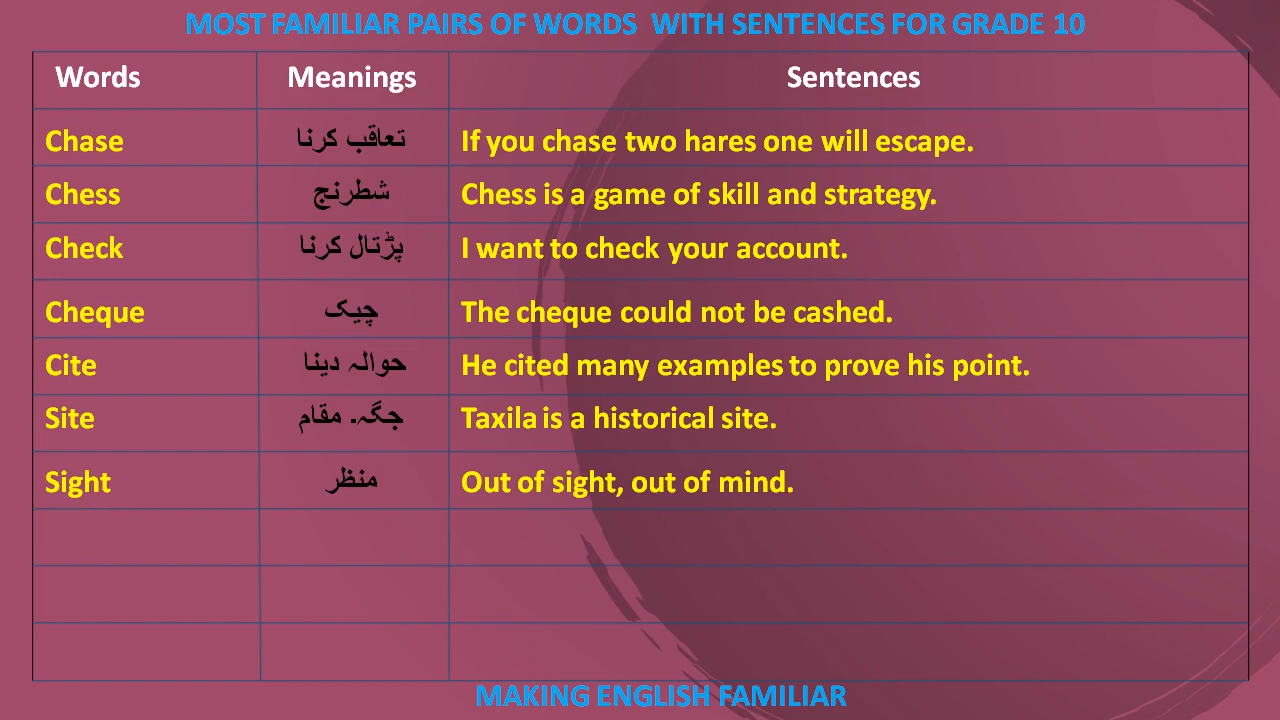 MOST FAMILIAR PAIRS OF WORDS WITH SENTENCES FOR GRADE 10
Words Meanings Sentences
Chase تعاقب کرنا If you chase two hares one will escape.
Chess شطرنج Chess is a game of skill and strategy.
Check پڑتال کرنا I want to check your account.
Cheque چیک The cheque could not be cashed.
Cite حوالہ دینا He cited many examples to prove his point.
Site جگہ۔ مقام Taxila is a historical site.
Sight منظر Out of sight, out of mind.
MAKING ENGLISH FAMILIAR